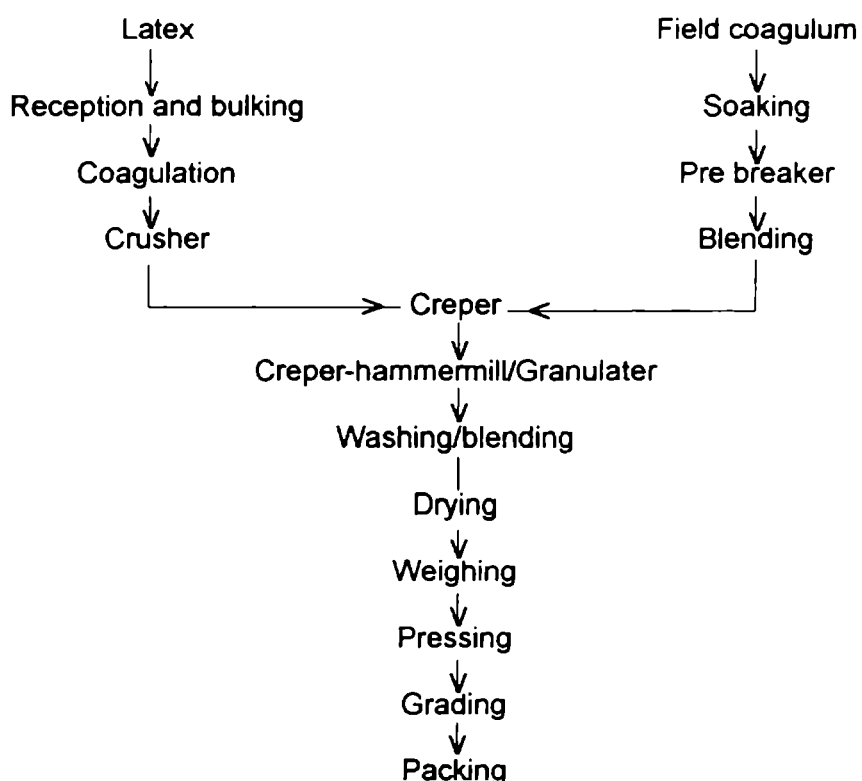 Latex
Field coagulum
Reception and bulking
Soaking
Coagulation
Pre breaker
Crusher
Blending
Creper
Creper-hammermill/Granulater
Washing/blending
Drying
Weighing
Pressing
Grading
Packing